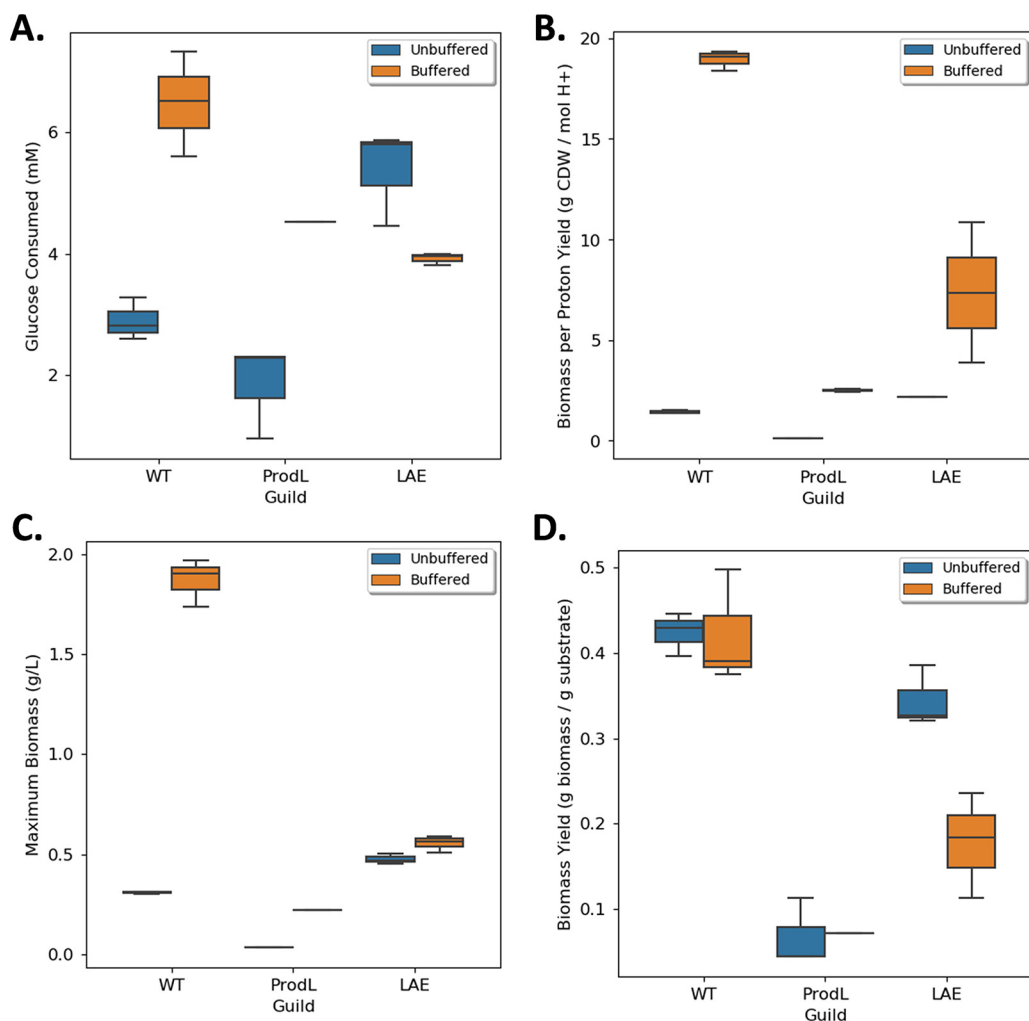 A.
Unbuffered
Buffered
Glucose Consumed (mM)
6
4
2
WT
ProdL
LAE
Guild
B.
Unbuffered
Buffered
Biomass per Proton Yield (g CDW / mol H+)
20
15
10
5
0
WT
ProdL
LAE
Guild
C.
Unbuffered
Buffered
Maximum Biomass (g/L)
2.0
1.5
1.0
0.5
0.0
WT
ProdL
LAE
Guild
D.
Unbuffered
Buffered
Biomass Yield (g biomass / g substrate)
0.5
0.4
0.3
0.2
0.1
WT
ProdL
LAE
Guild